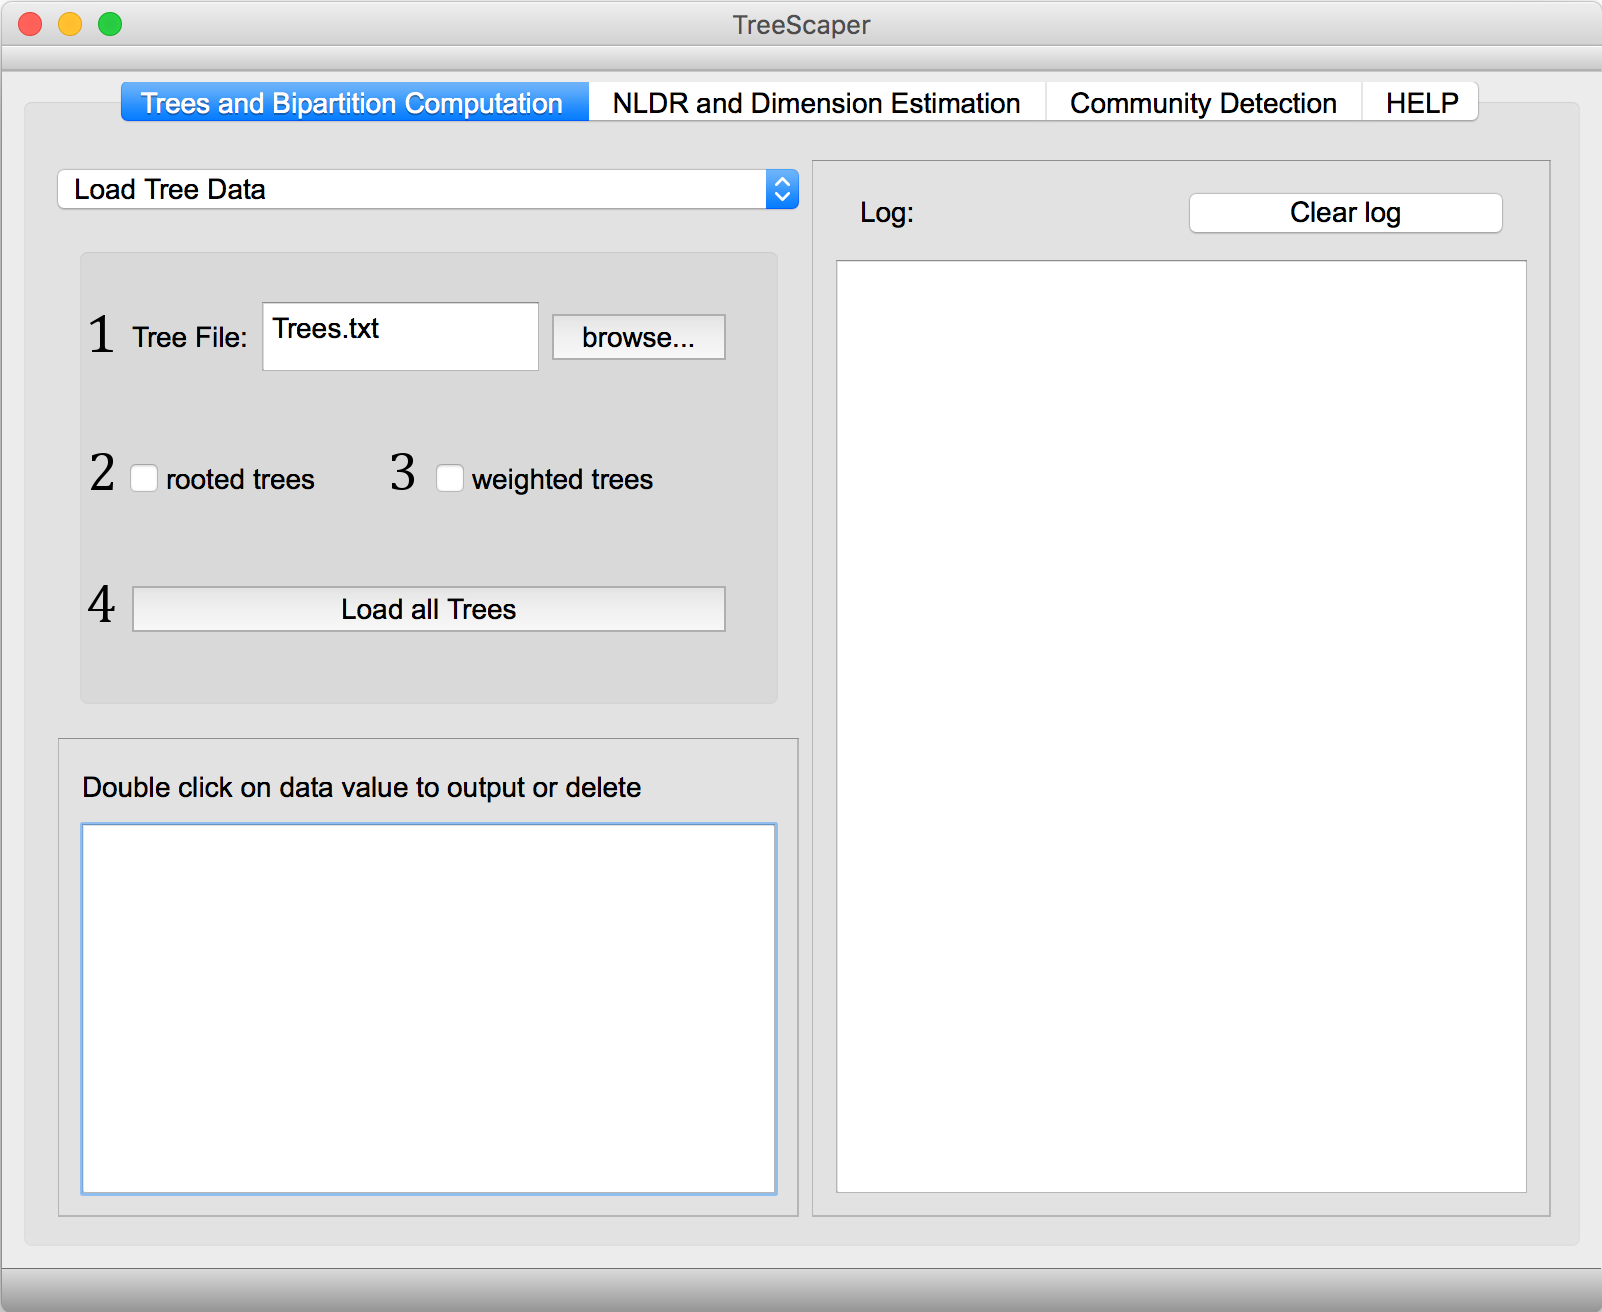 TreeScaper
Trees and Bipartition Computation NLDR and Dimension Estimation Community Detection HELP
Load Tree Data
Log: Clear log
1 Tree File: Trees.txt browse...
2 rooted trees 3 weighted trees
4 Load all Trees
Double click on data value to output or delete